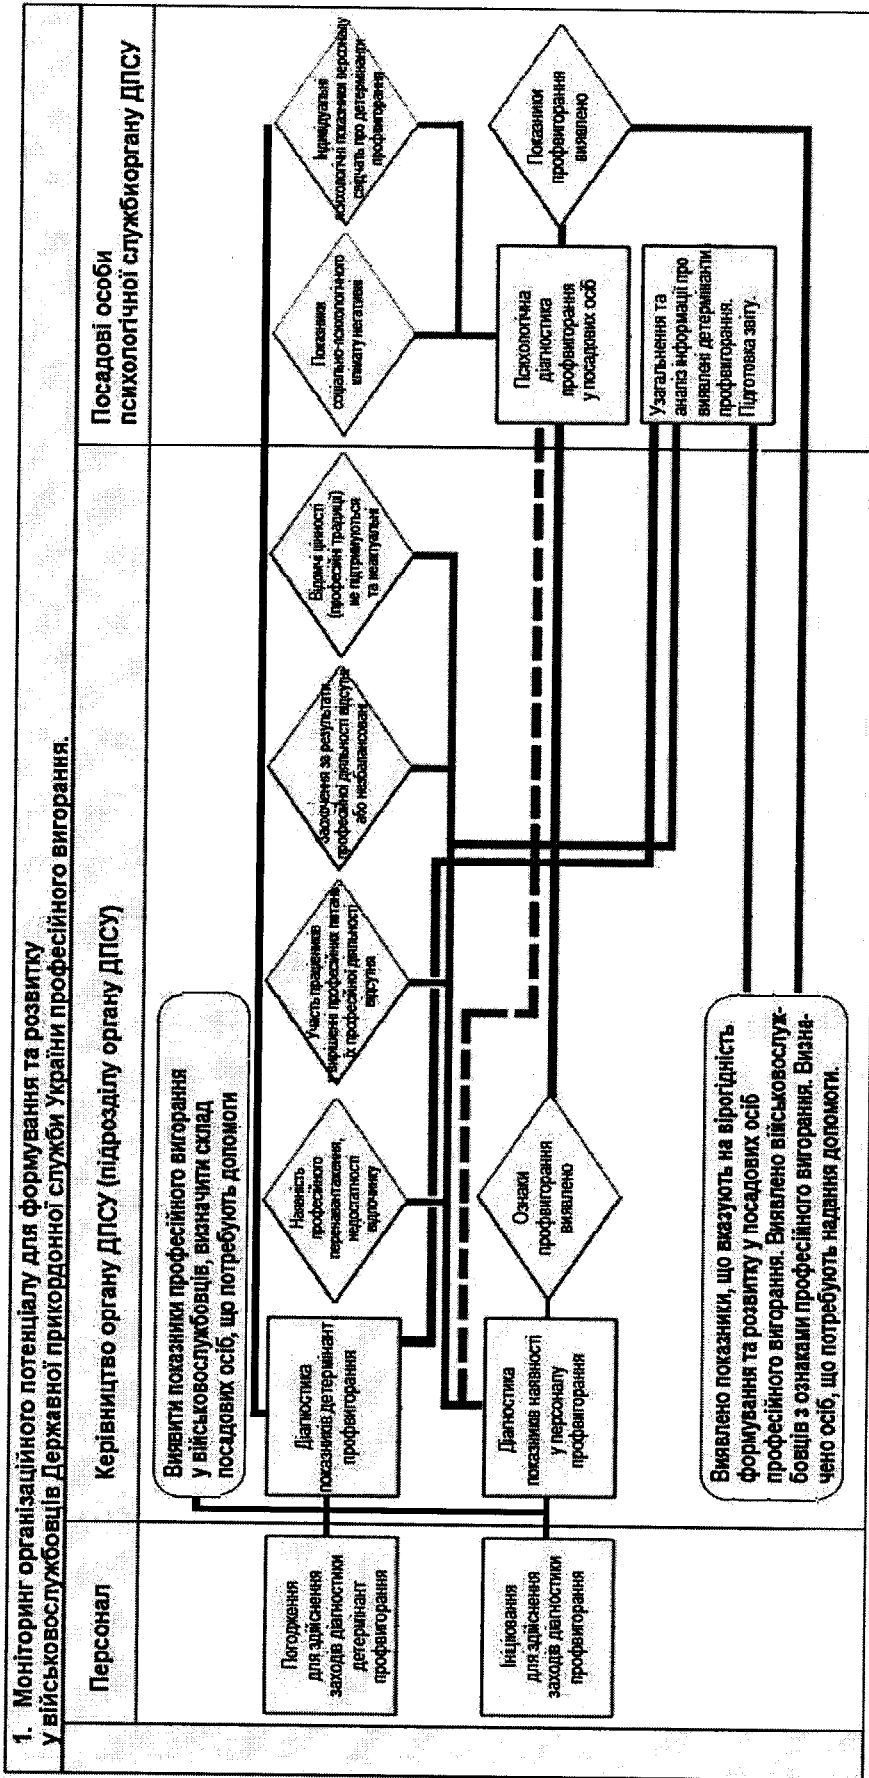 1. Моніторинг організаційного потенціалу для формування та розвитку
у військовослужбовців Державної прикордонної служби України професійного вигорання.
Персонал
Керівництво органу ДПСУ (підрозділу органу ДПСУ)
Посадові особи
психологічної службиоргану ДПСУ
Виявити показники професійного вигорання
у військовослужбовців, визначити склад
посадових осіб, що потребують допомоги
Погодження
для здійснення
заходів діагностики
детермінант
профвигорання
Діагностика
показників детермінант
профвигорання
Наявність
професійного
перенавантаження,
недостатності
відпочинку
Участь працівників
у вирішенні професійних питань
їх професійної діяльності
відсутня
Заохочення за результати
професійної діяльності відсутні
або незбалансовані
Відомчі цінності
(професійні традиції)
не підтримуються
та неактуальні
Показники
соціально-психологічного
клімату негативні
Індивідуальні
психологічні показники персоналу
свідчать про детермінанти
профвигорання
Ініціювання
для здійснення
заходів діагностики
профвигорання
Діагностика
показників наявності
у персоналу
профвигорання
Ознаки
профвигорання
виявлено
Психологічна
діагностика
профвигорання
у посадових осіб
Показники
профвигорання
виявлено
Узагальнення та
аналіз інформації про
виявлені детермінанти
профвигорання.
Підготовка звіту.
Виявлено показники, що вказують на вірогідність
формування та розвитку у посадових осіб
професійного вигорання. Виявлено військовослуж-
бовців з ознаками професійного вигорання. Визна-
чено осіб, що потребують надання допомоги.